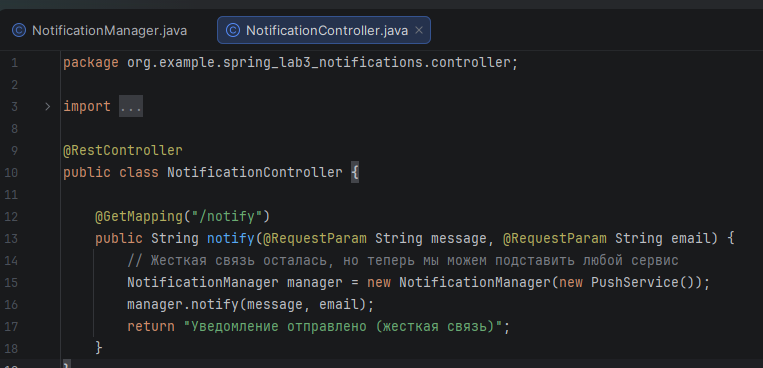 NotificationManager.java NotificationController.java
1 package org.example.spring_lab3_notifications.controller;
2
3 import ...
8
9 @RestController
10 public class NotificationController {
11
12 @GetMapping("/notify")
13 public String notify(@RequestParam String message, @RequestParam String email) {
14 // Жесткая связь осталась, но теперь мы можем подставить любой сервис
15 NotificationManager manager = new NotificationManager(new PushService());
16 manager.notify(message, email);
17 return "Уведомление отправлено (жесткая связь)";
18 }
}